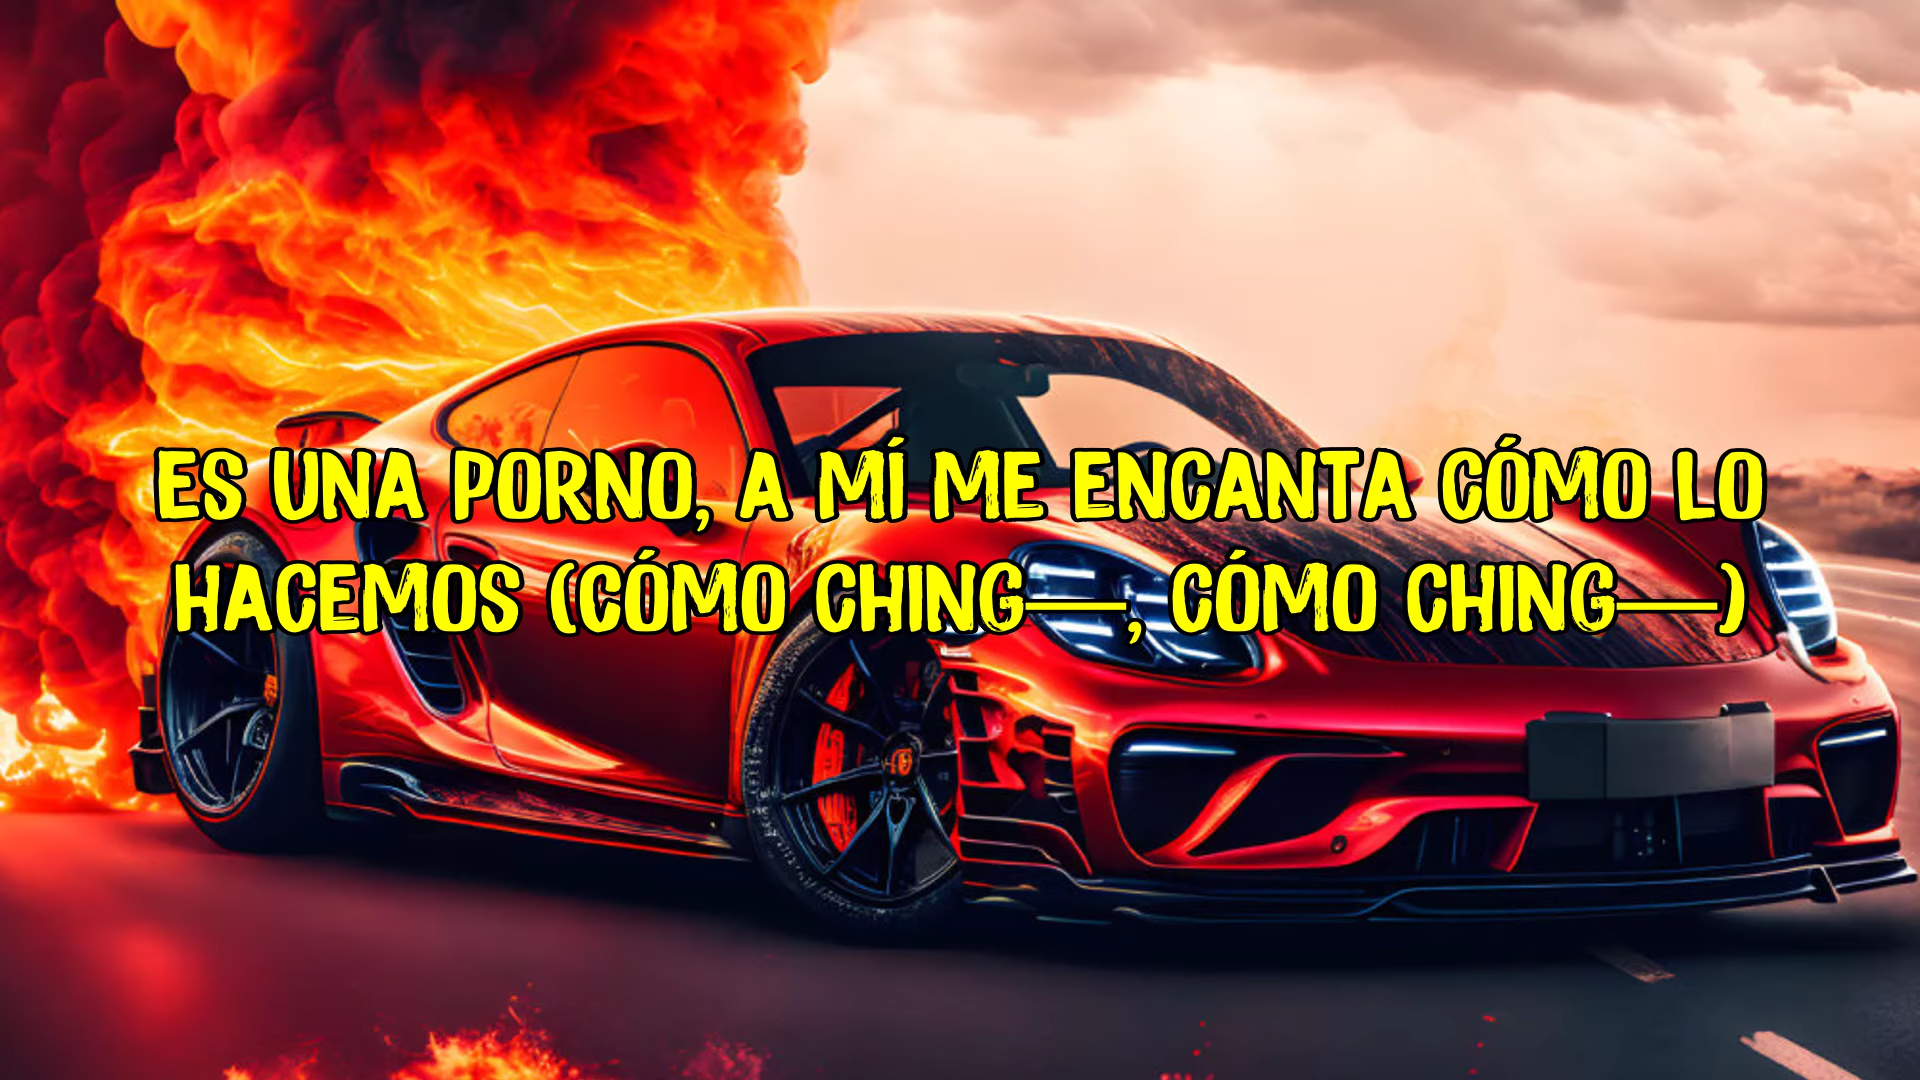 ES UNA PORNO, A MÍ ME ENCANTA CÓMO LO
HACEMOS (CÓMO CHING—, CÓMO CHING—)